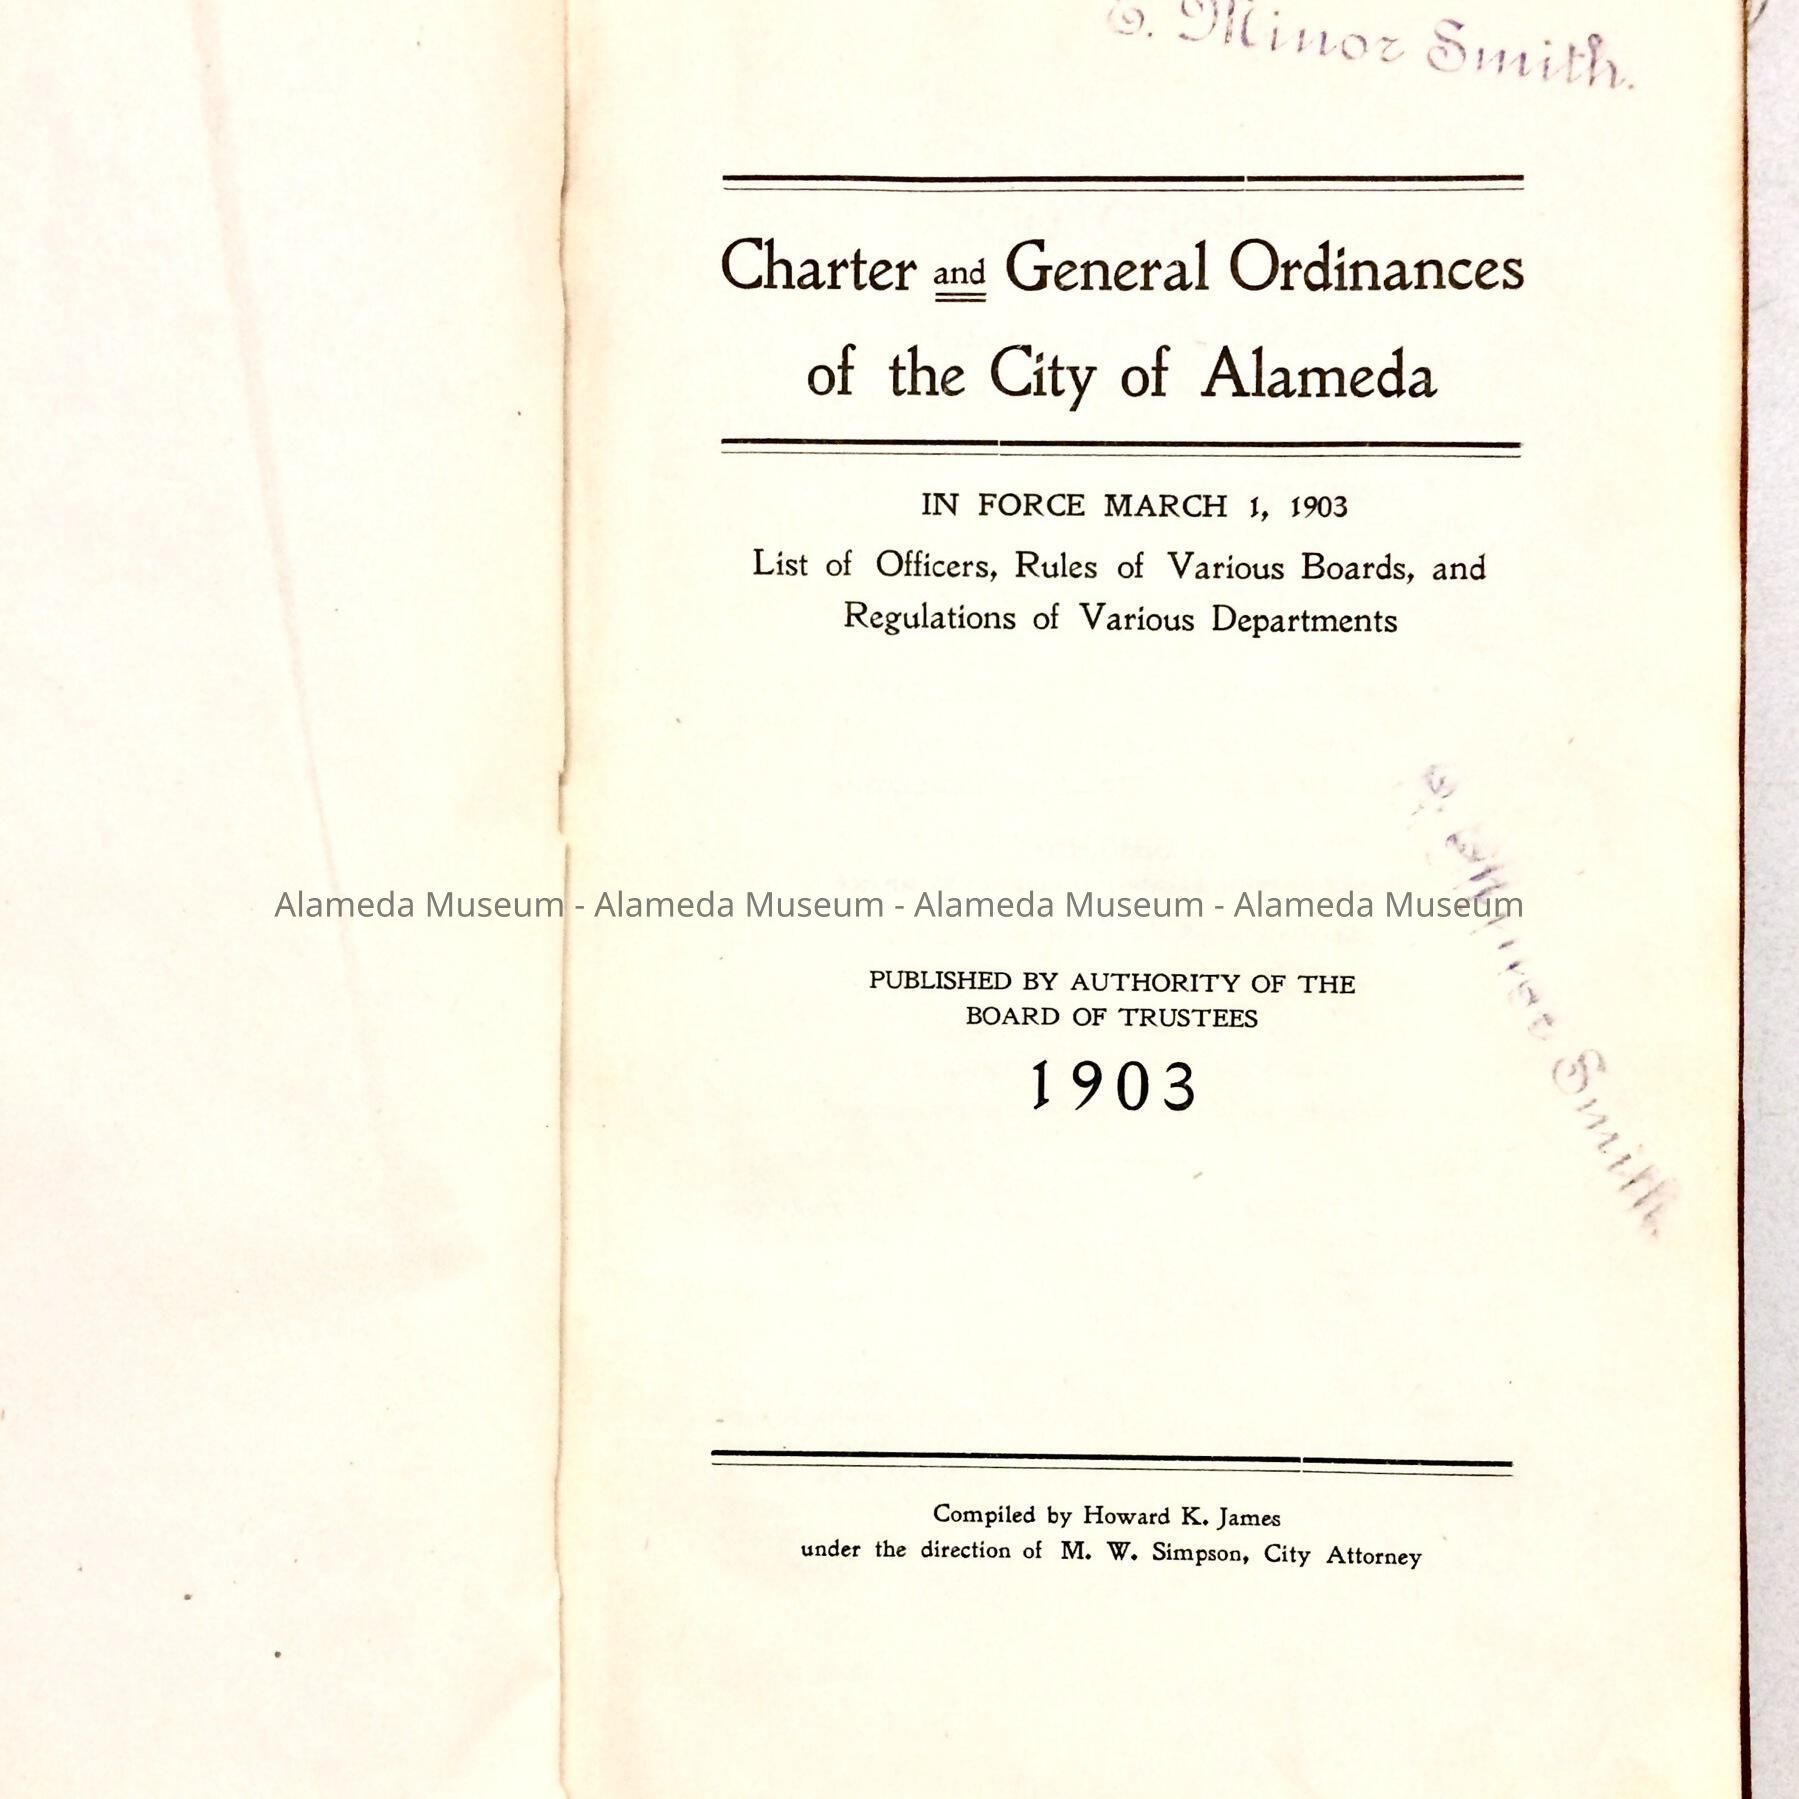 E. Minor Smith.
Charter and General Ordinances
of the City of Alameda
IN FORCE MARCH 1, 1903
List of Officers, Rules of Various Boards, and
Regulations of Various Departments
E. Minor Smith.
Alameda Museum - Alameda Museum - Alameda Museum - Alameda Museum
PUBLISHED BY AUTHORITY OF THE
BOARD OF TRUSTEES
1903
Compiled by Howard K. James
under the direction of M. W. Simpson, City Attorney